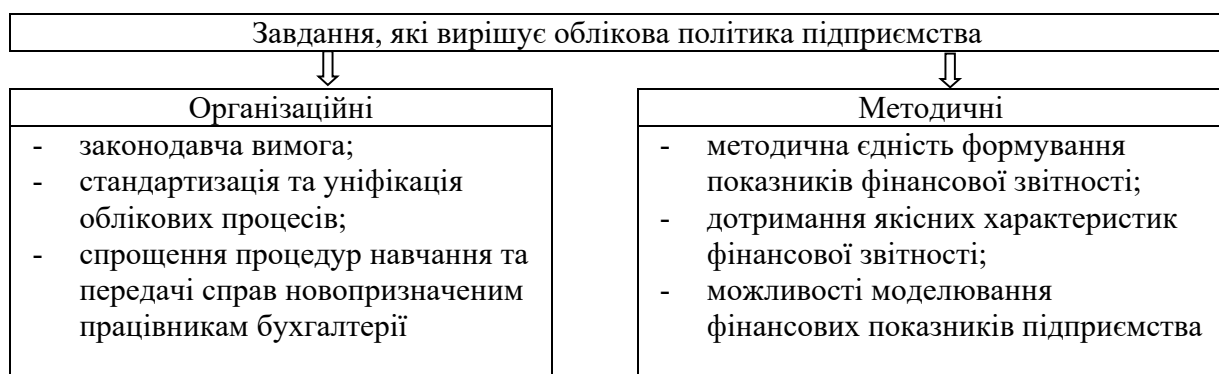 Завдання, які вирішує облікова політика підприємства
Організаційні
- законодавча вимога;
- стандартизація та уніфікація
облікових процесів;
- спрощення процедур навчання та
передачі справ новопризначеним
працівникам бухгалтерії
Методичні
- методична єдність формування
показників фінансової звітності;
- дотримання якісних характеристик
фінансової звітності;
- можливості моделювання
фінансових показників підприємства